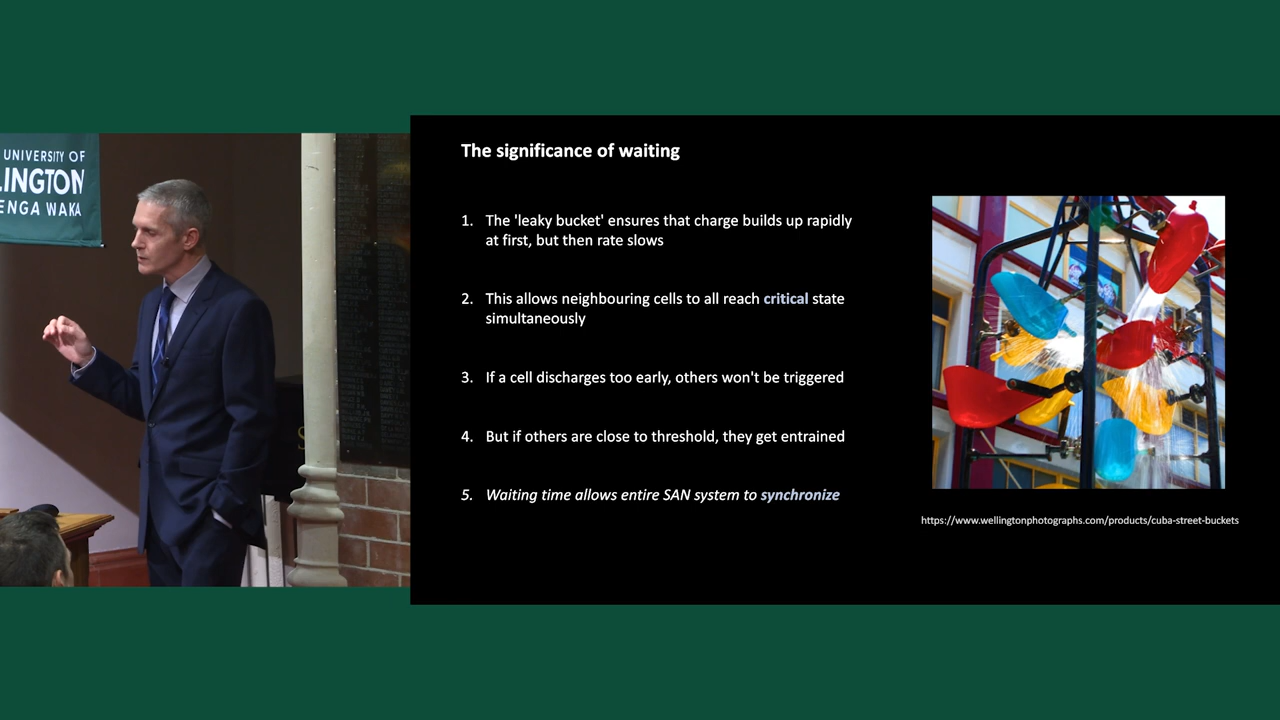 UNIVERSITY OF
LINGTON
ENGA WAKA
The significance of waiting
1. The 'leaky bucket' ensures that charge builds up rapidly
at first, but then rate slows
2. This allows neighbouring cells to all reach critical state
simultaneously
3. If a cell discharges too early, others won't be triggered
4. But if others are close to threshold, they get entrained
5. Waiting time allows entire SAN system to synchronize
https://www.wellingtonphotographs.com/products/cuba-street-buckets